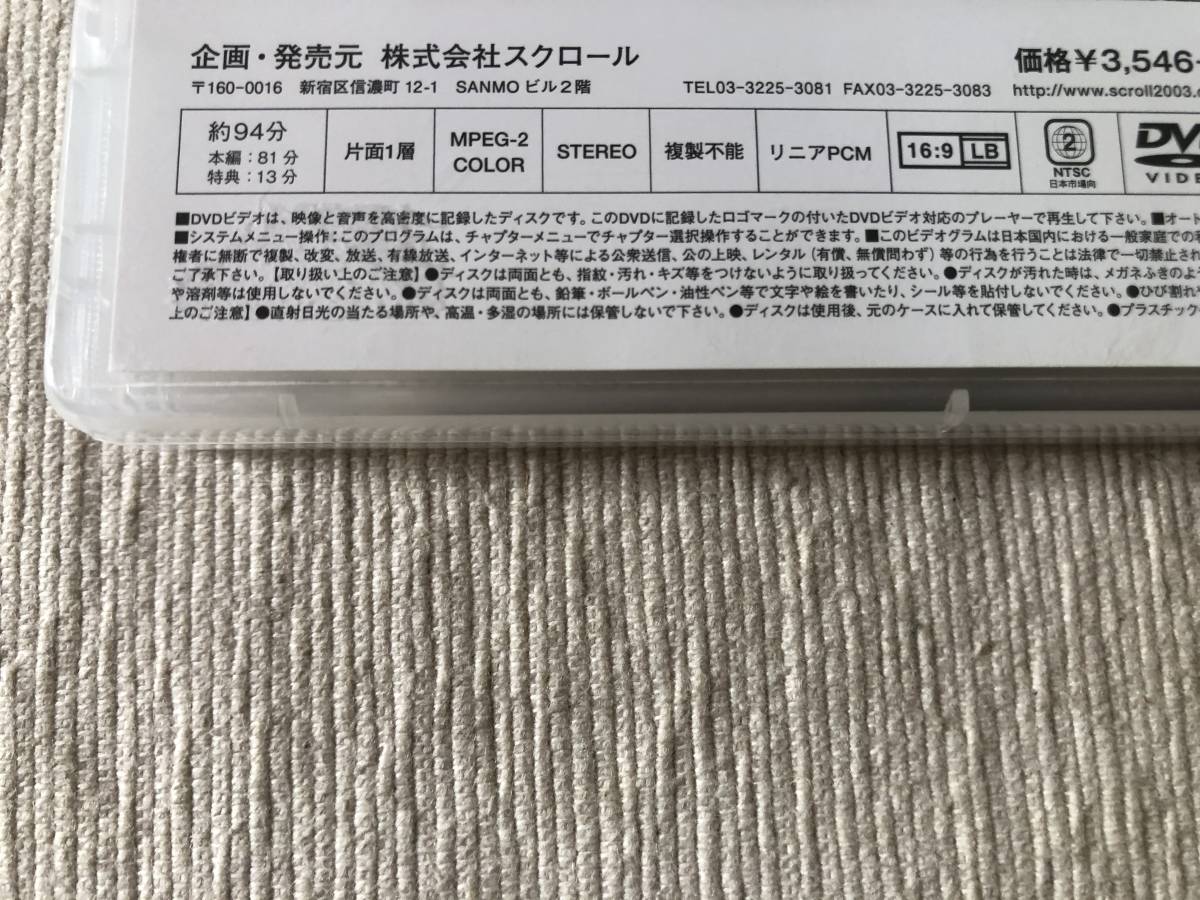 企画・発売元 株式会社スクロール
価格￥3,546-
〒160-0016 新宿区信濃町12-1 SANMOビル2階 TEL03-3225-3081 FAX03-3225-3083 http://www.scroll2003.c
約94分
本編：81分
特典：13分
片面1層
MPEG-2
COLOR
STEREO
複製不能
リニアPCM
16:9 LB
2
NTSC
日本市場向
DVD
VIDE
■DVDビデオは、映像と音声を高密度に記録したディスクです。このDVDに記録したロゴマークの付いたDVDビデオ対応のプレーヤーで再生して下さい。■オート
■システムメニュー操作：このプログラムは、チャプターメニューでチャプター選択操作することができます。■このビデオグラムは日本国内における一般家庭での
権者に無断で複製、改変、放送、有線放送、インターネット等による公衆送信、公の上映、レンタル（有償、無償問わず）等の行為を行うことは法律で一切禁止され
ご了承下さい。【取り扱い上のご注意】●ディスクは両面とも、指紋・汚れ・キズ等をつけないように取り扱ってください。●ディスクが汚れた時は、メガネふきのよ
や溶剤等は使用しないでください。●ディスクは両面とも、鉛筆・ボールペン・油性ペン等で文字や絵を書いたり、シール等を貼付しないでください。●ひび割れや
上のご注意】●直射日光の当たる場所や、高温・多湿の場所には保管しないで下さい。●ディスクは使用後、元のケースに入れて保管してください。●プラスチック